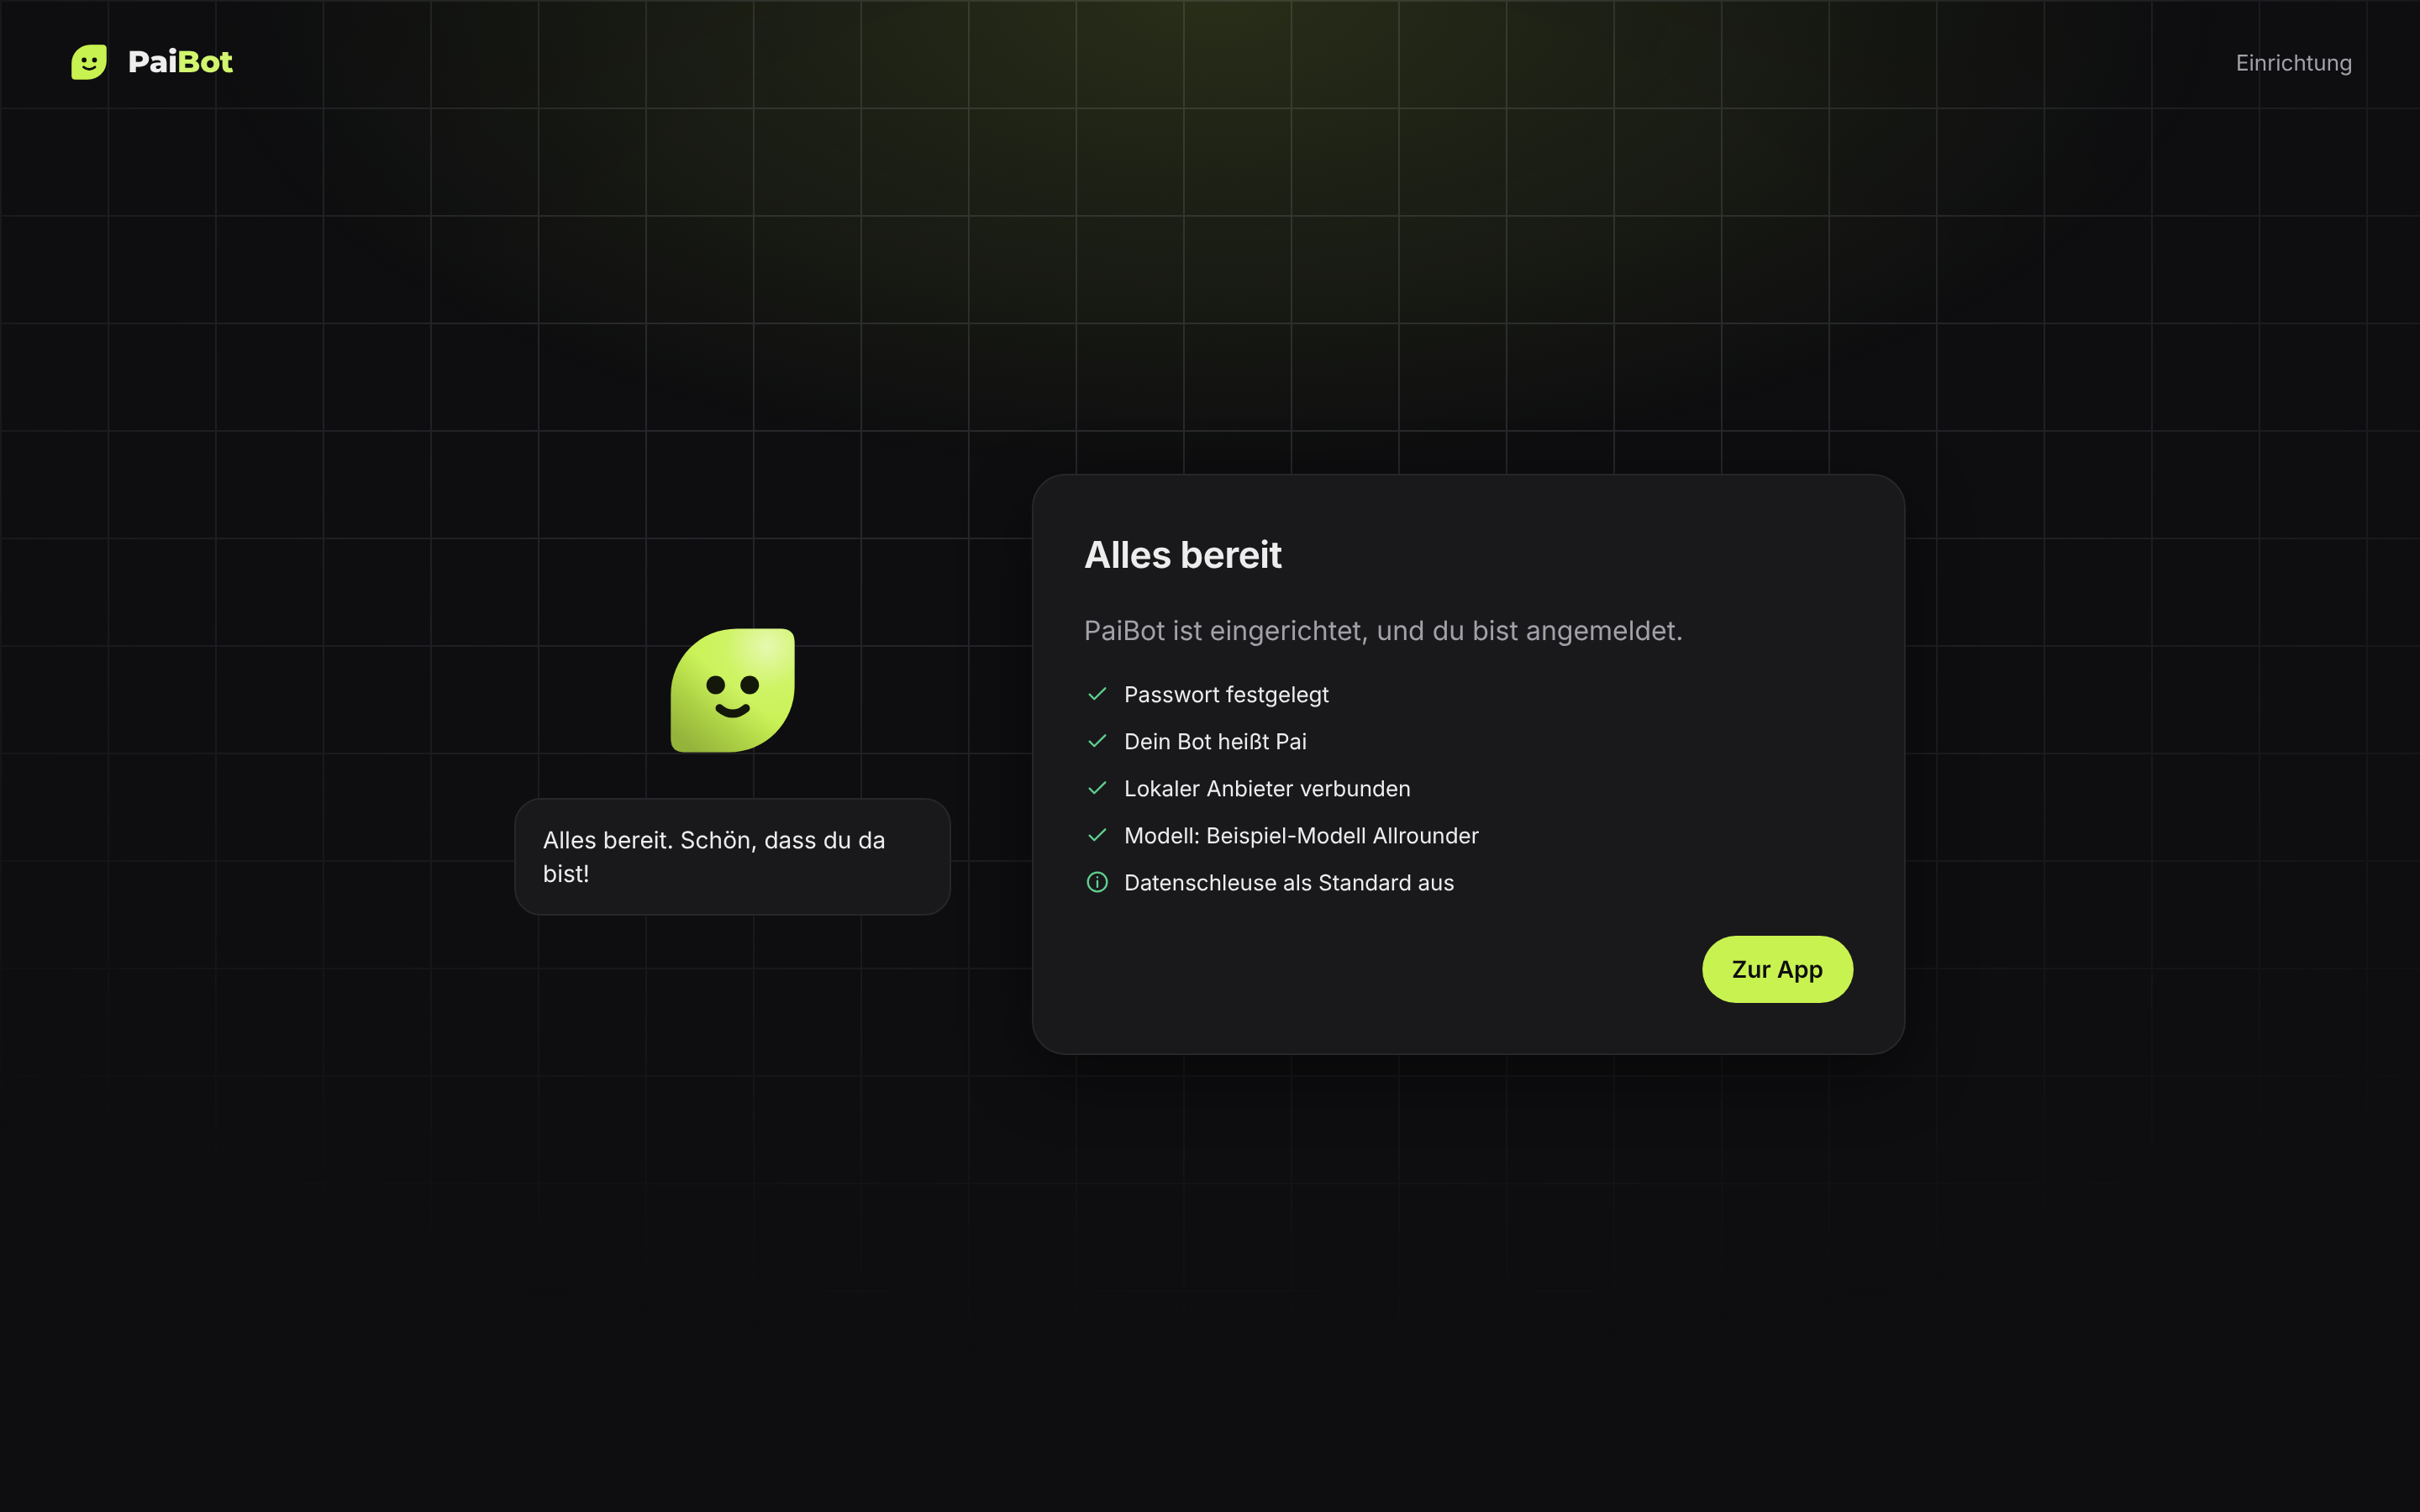 PaiBot
Einrichtung
Alles bereit. Schön, dass du da
bist!
Alles bereit
PaiBot ist eingerichtet, und du bist angemeldet.
Passwort festgelegt
Dein Bot heißt Pai
Lokaler Anbieter verbunden
Modell: Beispiel-Modell Allrounder
Datenschleuse als Standard aus
Zur App